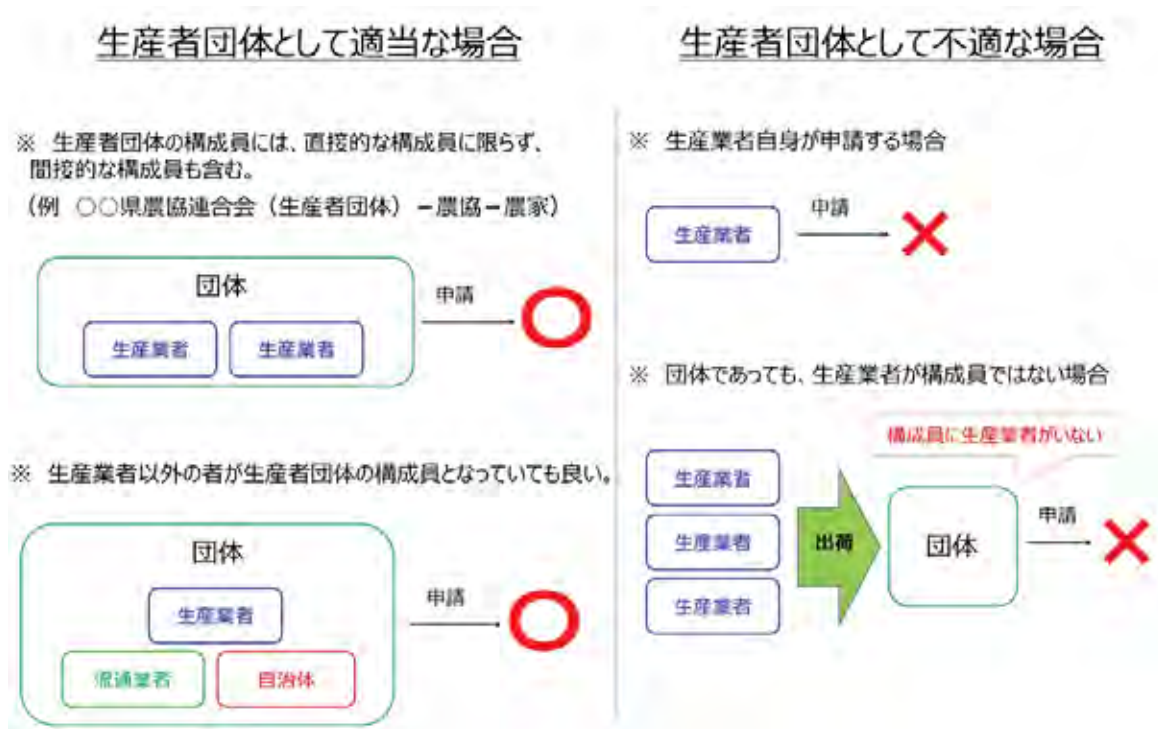 生産者団体として適当な場合
※ 生産者団体の構成員には、直接的な構成員に限らず、
間接的な構成員も含む。
（例 ○○県農協連合会（生産者団体）－農協－農家）
団体
生産業者
生産業者
申請
※ 生産業者以外の者が生産者団体の構成員となっていても良い。
団体
生産業者
流通業者
自治体
申請
生産者団体として不適な場合
※ 生産業者自身が申請する場合
生産業者
申請
※ 団体であっても、生産業者が構成員ではない場合
構成員に生産業者がいない
生産業者
生産業者
生産業者
出荷
団体
申請